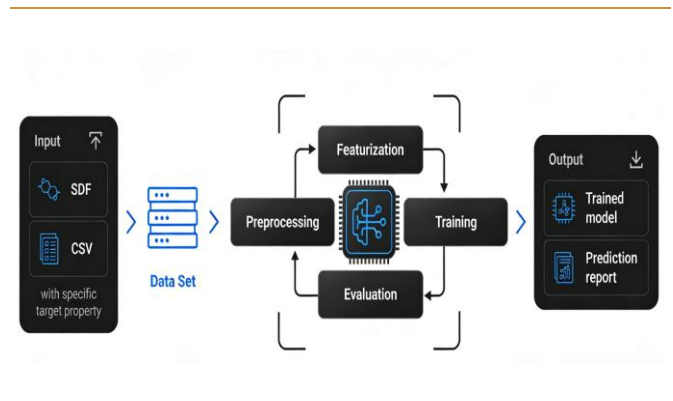 Input
SDF
CSV
with specific
target property
Data Set
Preprocessing
Featurization
Training
Evaluation
Output
Trained
model
Prediction
report